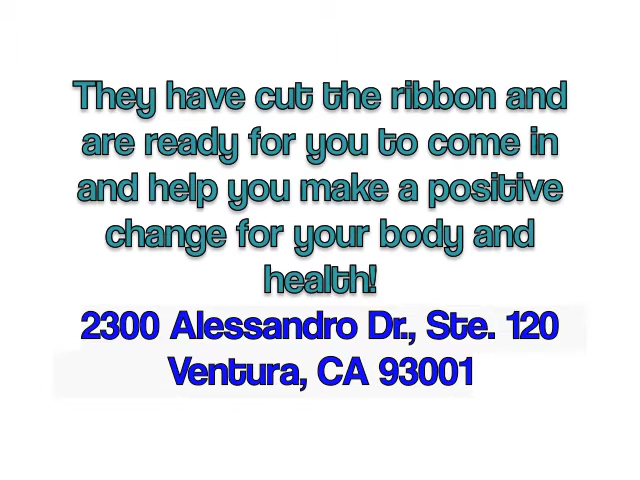 They have cut the ribbon and
are ready for you to come in
and help you make a positive
change for your body and
health!
2300 Alessandro Dr., Ste. 120
Ventura, CA 93001